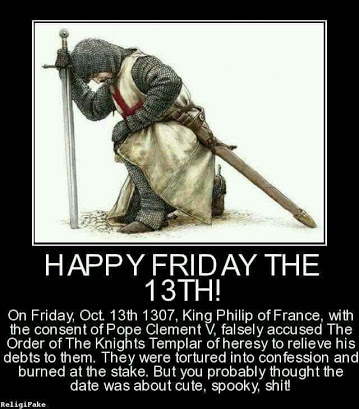 HAPPY FRIDAY THE
13TH!
On Friday, Oct. 13th 1307, King Philip of France, with
the consent of Pope Clement V, falsely accused The
Order of The Knights Templar of heresy to relieve his
debts to them. They were tortured into confession and
burned at the stake. But you probably thought the
date was about cute, spooky, shit!
ReligiFake